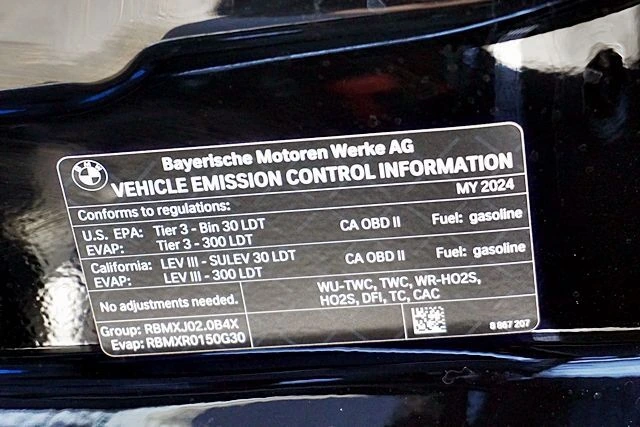 BMW
Bayerische Motoren Werke AG
VEHICLE EMISSION CONTROL INFORMATION
MY 2024
Conforms to regulations:
U.S. EPA: Tier 3 - Bin 30 LDT CA OBD II Fuel: gasoline
EVAP: Tier 3 - 300 LDT
California: LEV III - SULEV 30 LDT CA OBD II Fuel: gasoline
EVAP: LEV III - 300 LDT
No adjustments needed.
WU-TWC, TWC, WR-HO2S,
HO2S, DFI, TC, CAC
Group: RBMXJ02.0B4X
Evap: RBMXR0150G30
8 867 207